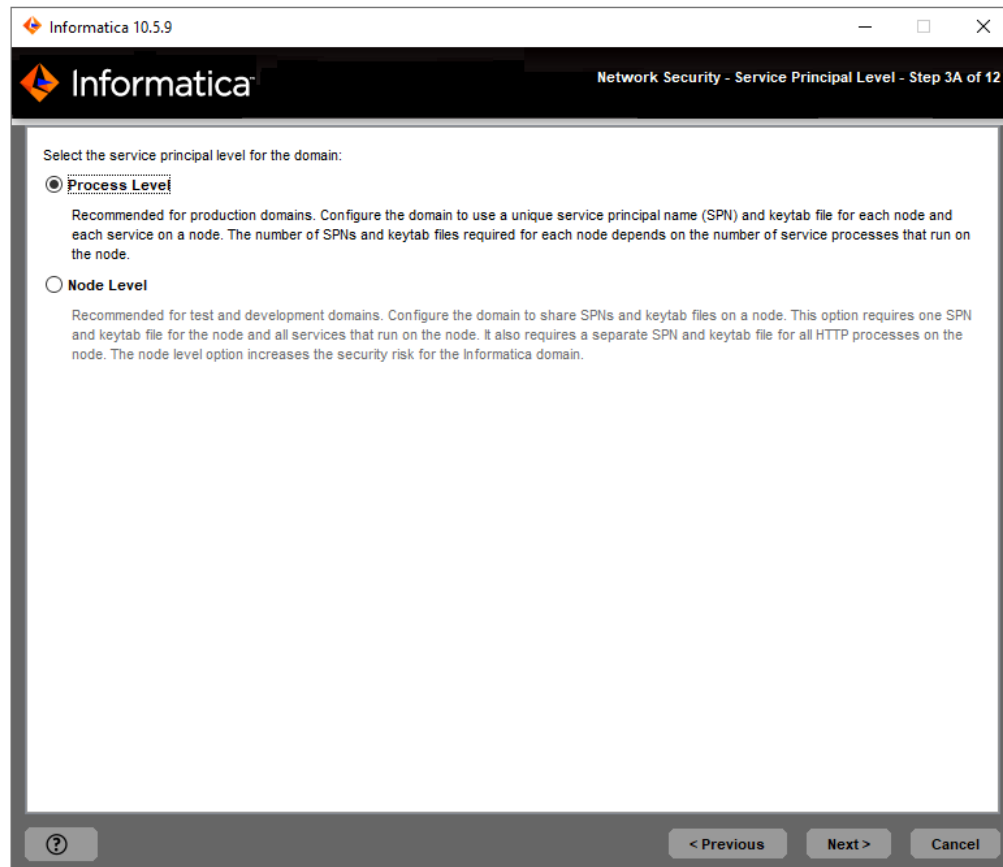 Informatica 10.5.9
Informatica
Network Security - Service Principal Level - Step 3A of 12
Select the service principal level for the domain:
Process Level
Recommended for production domains. Configure the domain to use a unique service principal name (SPN) and keytab file for each node and
each service on a node. The number of SPNs and keytab files required for each node depends on the number of service processes that run on
the node.
Node Level
Recommended for test and development domains. Configure the domain to share SPNs and keytab files on a node. This option requires one SPN
and keytab file for the node and all services that run on the node. It also requires a separate SPN and keytab file for all HTTP processes on the
node. The node level option increases the security risk for the Informatica domain.
?
< Previous
Next >
Cancel